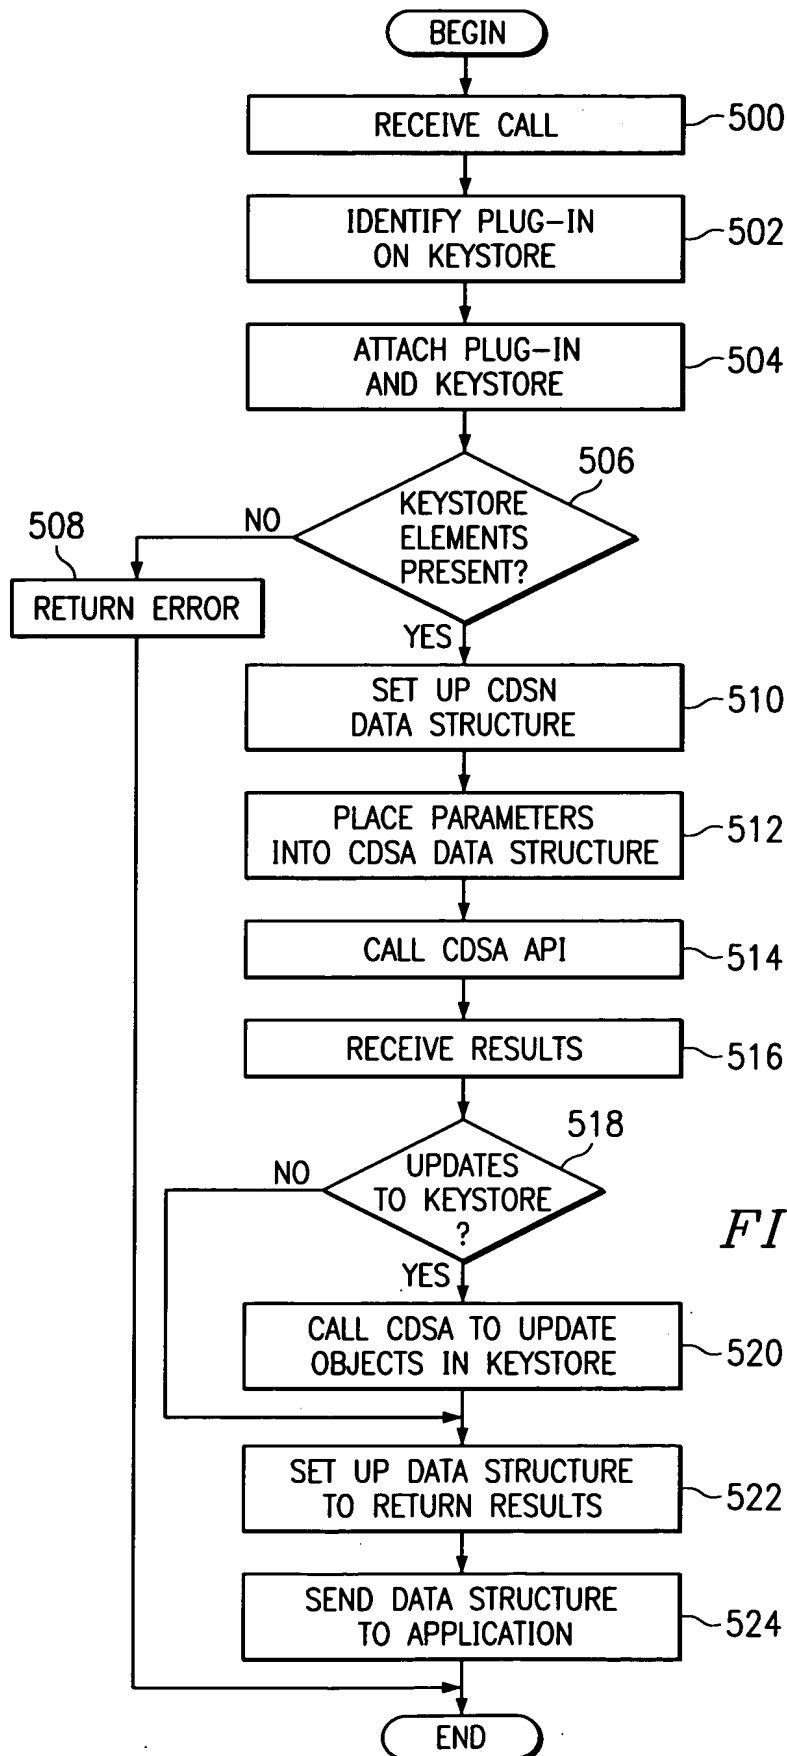 BEGIN
RECEIVE CALL
500
IDENTIFY PLUG-IN
ON KEYSTORE
502
ATTACH PLUG-IN
AND KEYSTORE
504
506
KEYSTORE
ELEMENTS
PRESENT?
NO
508
RETURN ERROR
YES
SET UP CDSN
DATA STRUCTURE
510
PLACE PARAMETERS
INTO CDSA DATA STRUCTURE
512
CALL CDSA API
514
RECEIVE RESULTS
516
518
UPDATES
TO KEYSTORE
?
NO
FI
YES
CALL CDSA TO UPDATE
OBJECTS IN KEYSTORE
520
SET UP DATA STRUCTURE
TO RETURN RESULTS
522
SEND DATA STRUCTURE
TO APPLICATION
524
END